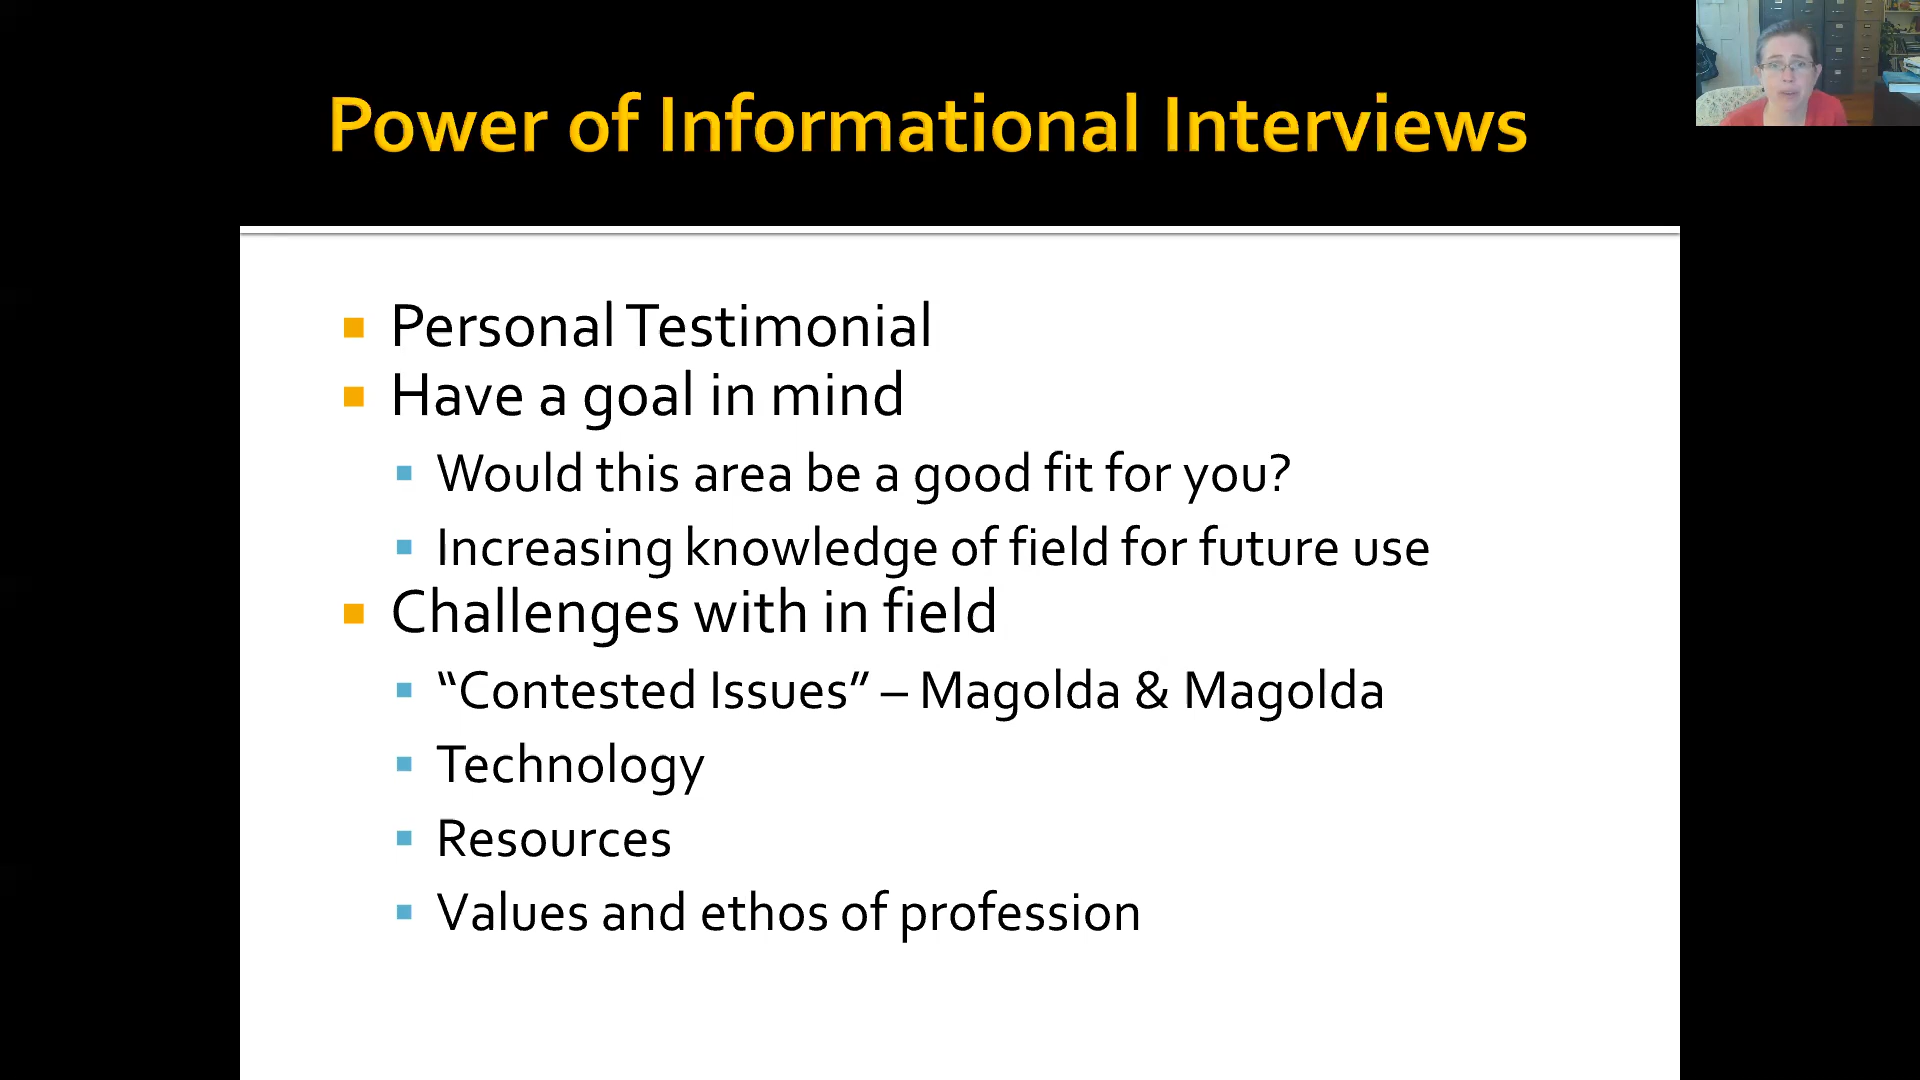 Power of Informational Interviews
Personal Testimonial
Have a goal in mind
Would this area be a good fit for you?
Increasing knowledge of field for future use
Challenges with in field
“Contested Issues” – Magolda & Magolda
Technology
Resources
Values and ethos of profession